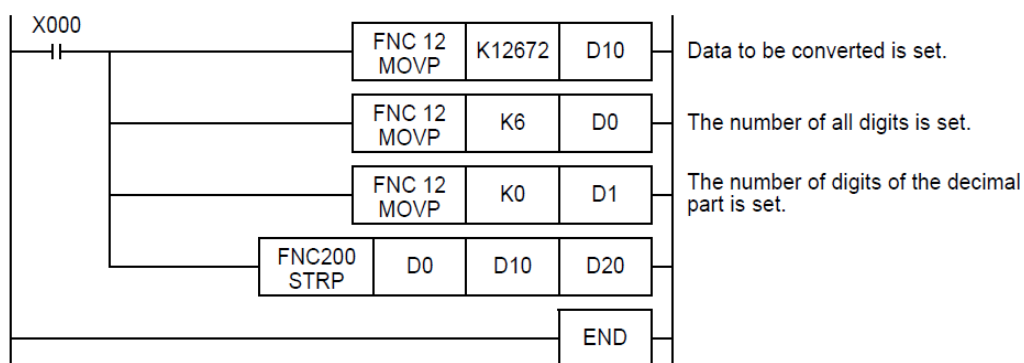 X000
FNC 12 MOVP K12672 D10 Data to be converted is set.
FNC 12 MOVP K6 D0 The number of all digits is set.
FNC 12 MOVP K0 D1 The number of digits of the decimal part is set.
FNC200 STRP D0 D10 D20
END